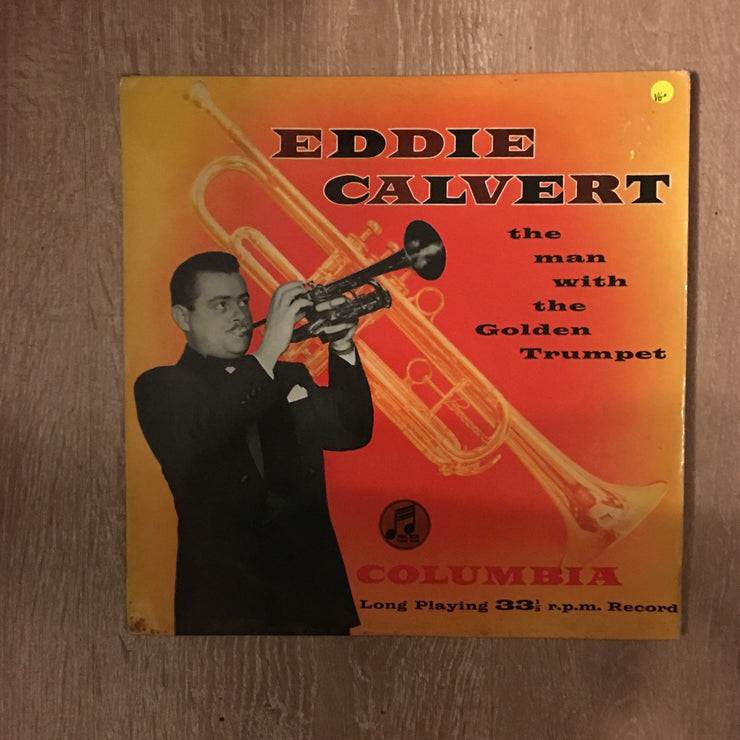 EDDIE
CALVERT
the
man
with
the
Golden
Trumpet
COLUMBIA
Long Playing 33⅓ r.p.m. Record